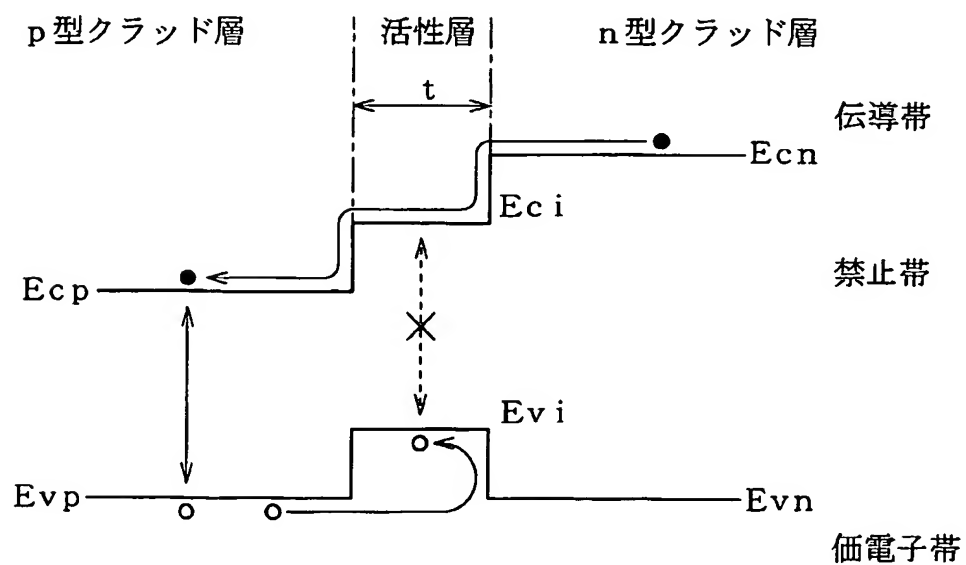 p型クラッド層
活性層
n型クラッド層
t
伝導帯
Ecn
Eci
禁止帯
Ecp
Evi
Evp
Evn
価電子帯